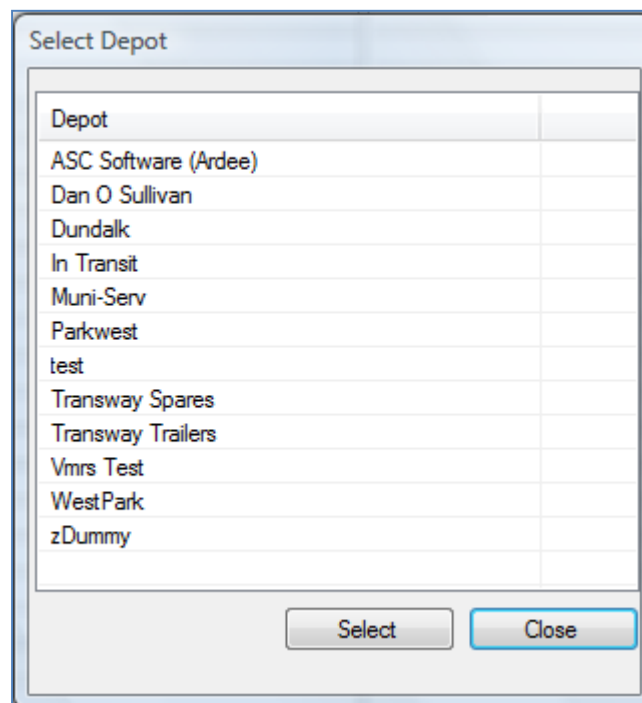 Select Depot
Depot
ASC Software (Ardee)
Dan O Sullivan
Dundalk
In Transit
Muni-Serv
Parkwest
test
Transway Spares
Transway Trailers
Vmrs Test
WestPark
zDummy
Select Close